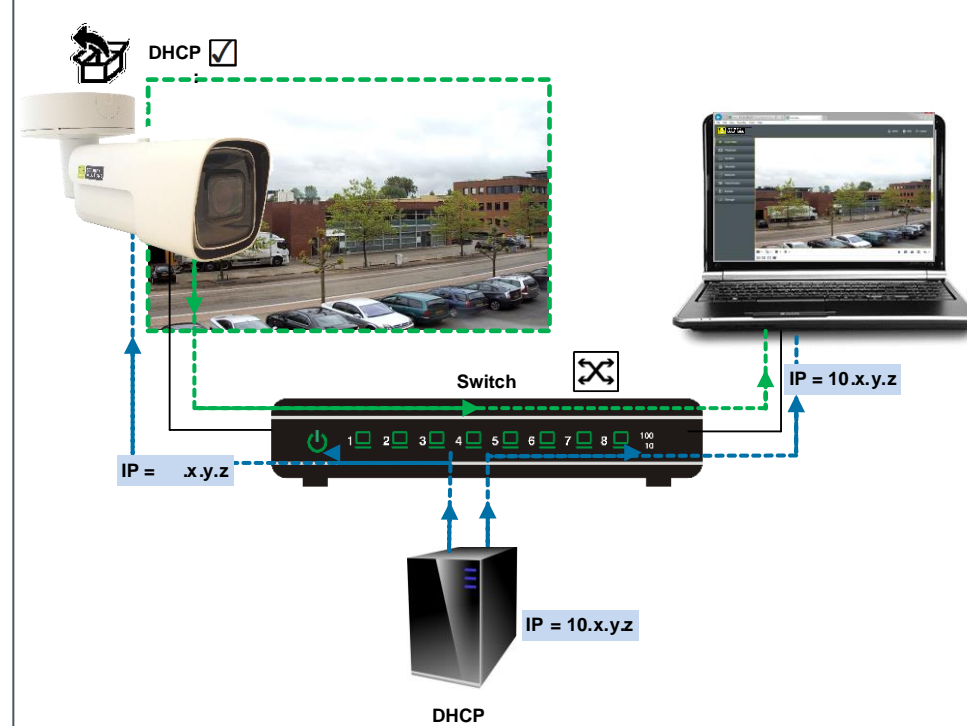 DHCP
:
Switch
IP = 10.x.y.z
1 2 3 4 5 6 7 8 100
10
IP = .x.y.z
IP = 10.x.y.z
DHCP